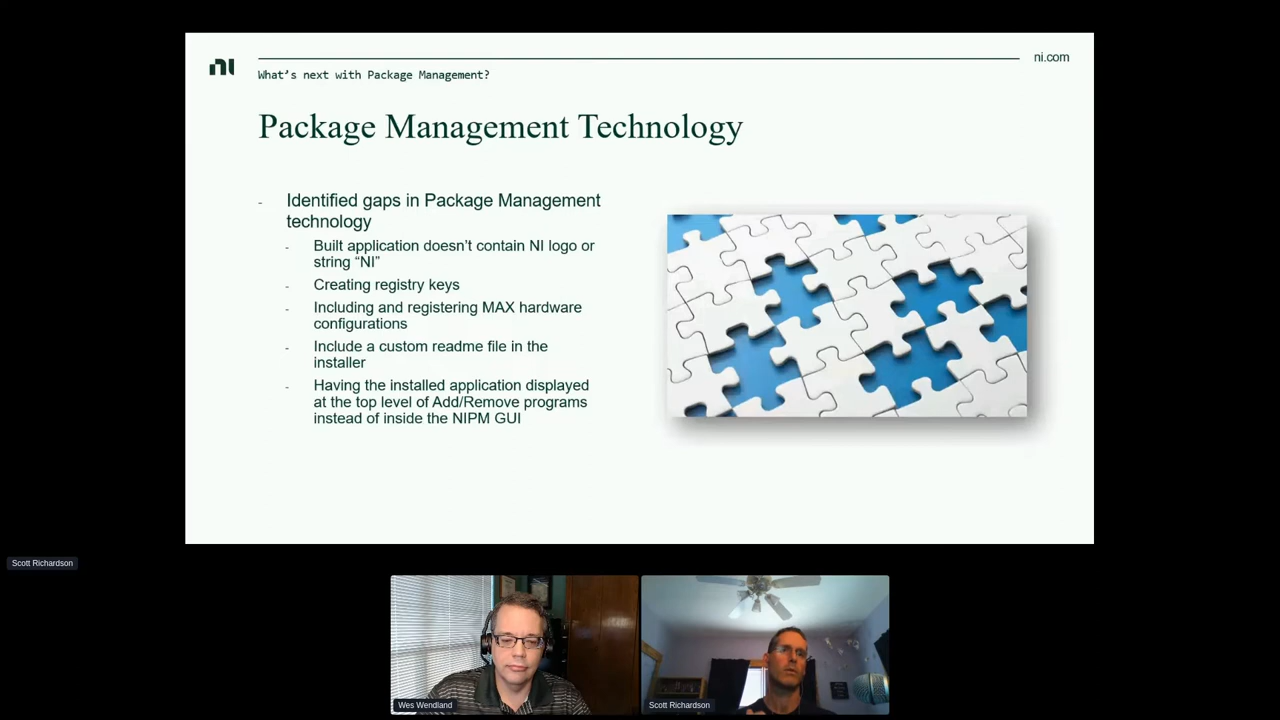 ni
ni.com
What's next with Package Management?
Package Management Technology
- Identified gaps in Package Management
technology
- Built application doesn't contain NI logo or
string “NI”
- Creating registry keys
- Including and registering MAX hardware
configurations
- Include a custom readme file in the
installer
- Having the installed application displayed
at the top level of Add/Remove programs
instead of inside the NIPM GUI
Scott Richardson
Wes Wendland
Scott Richardson